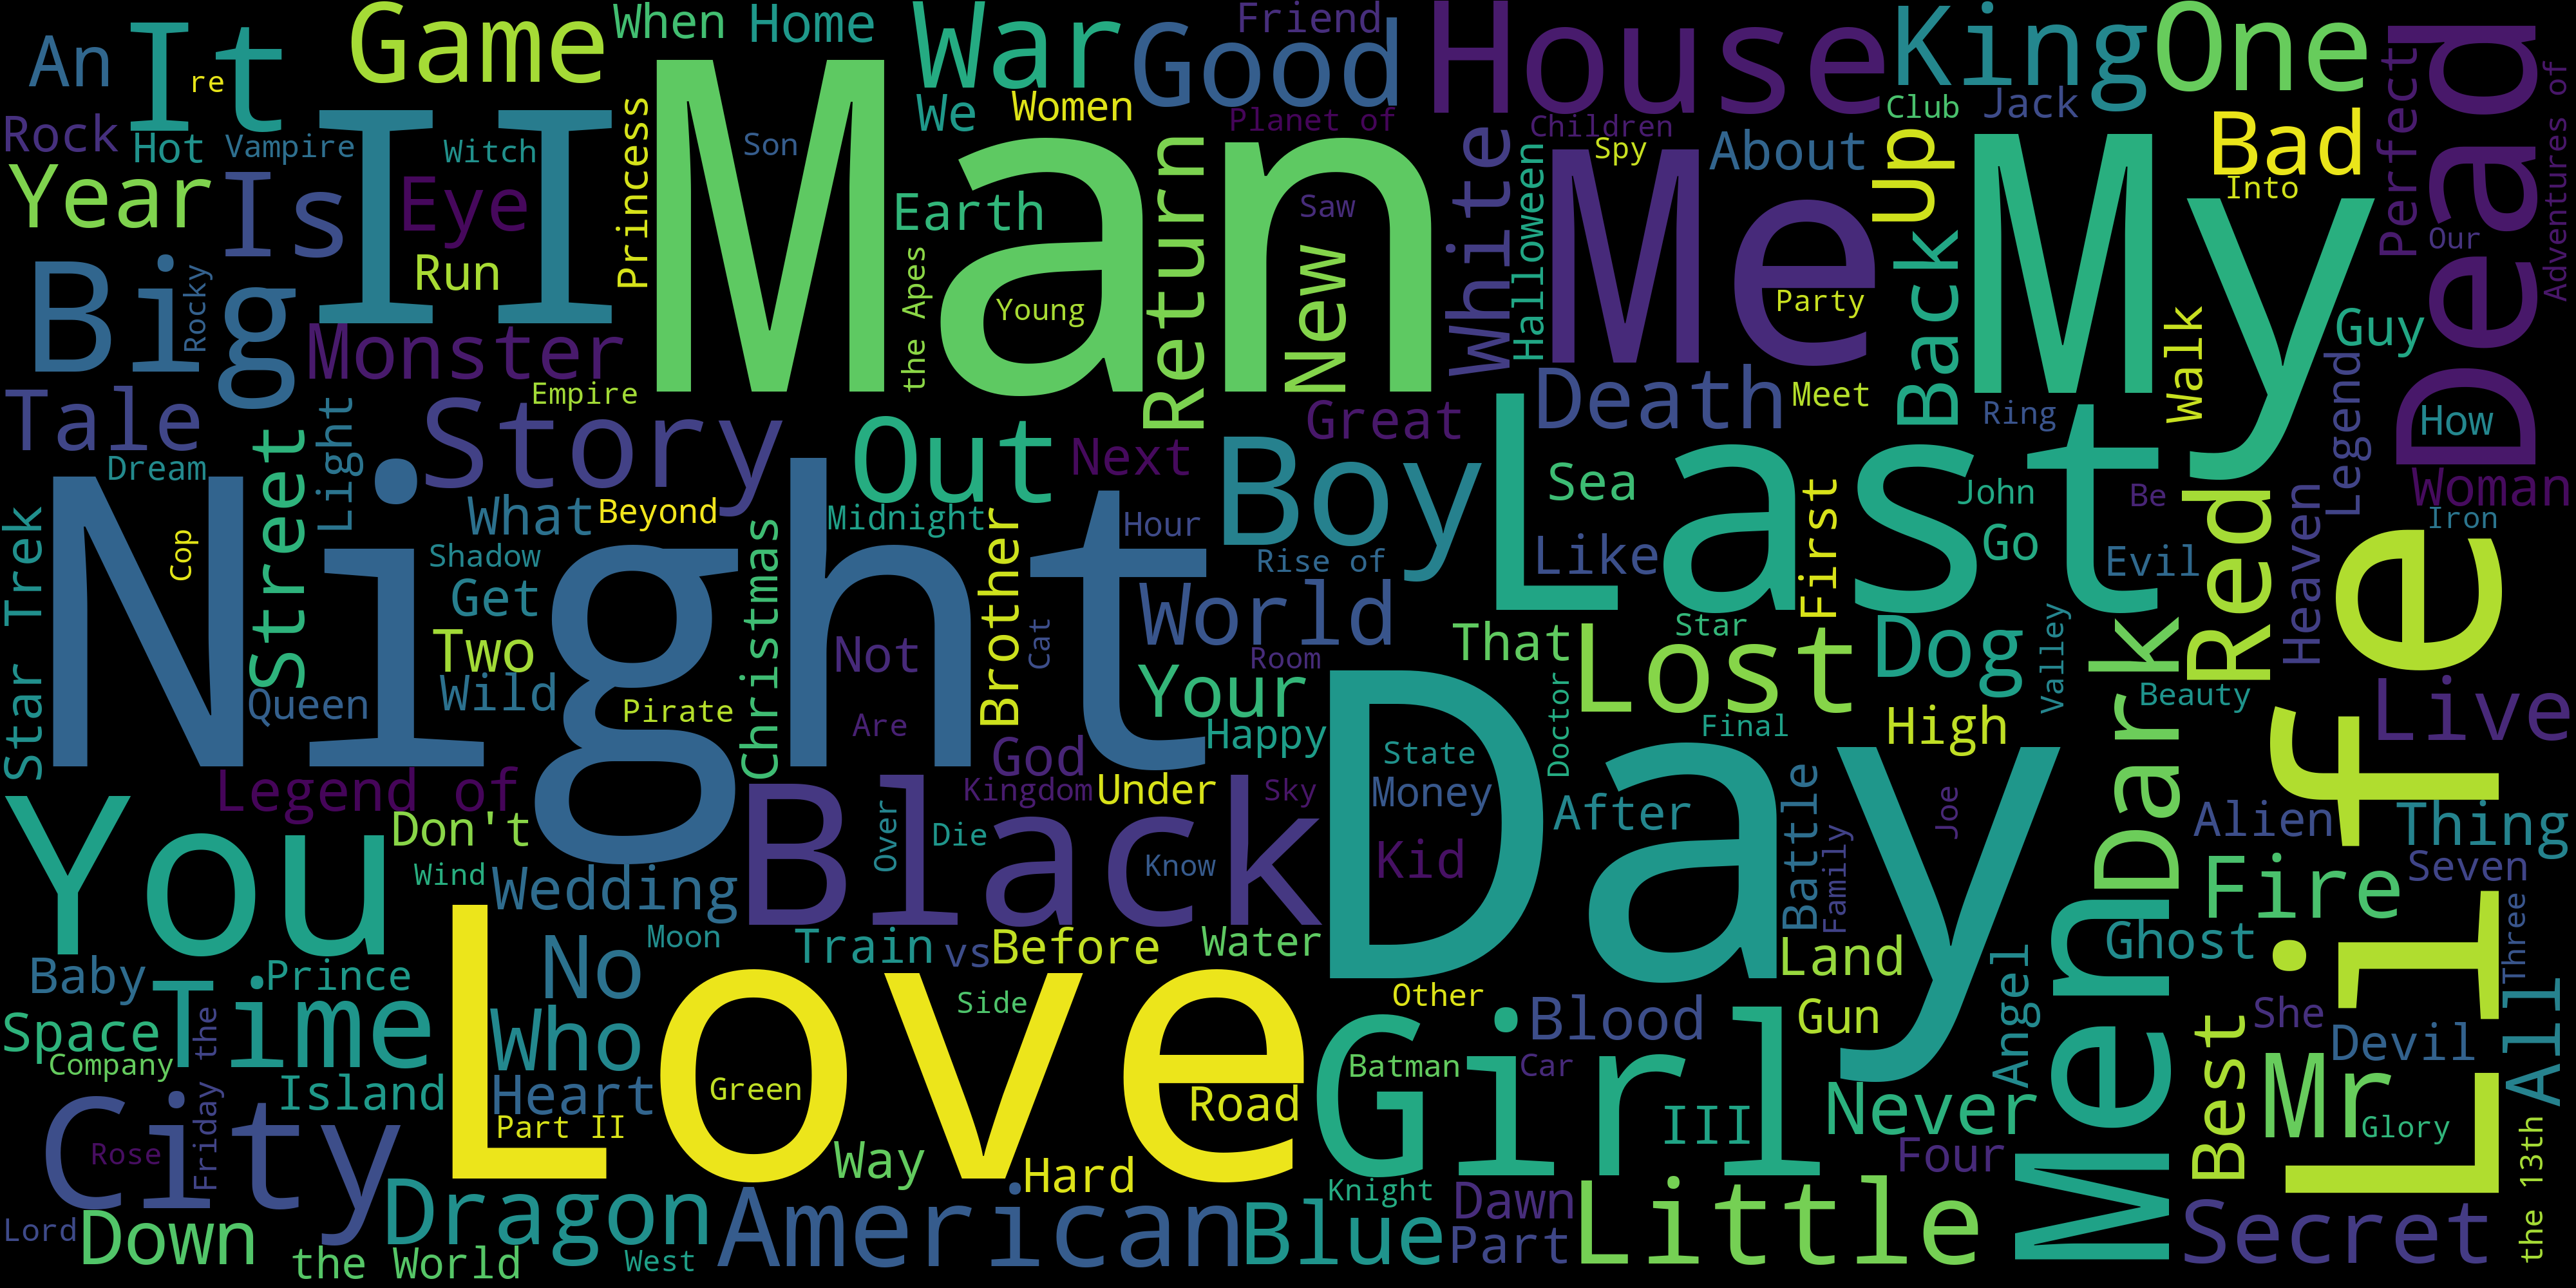 An
It
re
Game
When
Home
War
Good
Friend
House
King
One
Dead
Rock
Hot
Vampire
Witch
II
Princess
Man
Son
We
Women
Planet of
Children
Spy
Club
Jack
Bad
Perfect
Adventures of
Year
Is
Eye
Earth
Return
Saw
White
Halloween
Me
About
Up
My
Into
Our
Big
Rocky
Run
the Apes
Young
New
Party
Back
Walk
Guy
Monster
Empire
Tale
Story
Out
Next
Great
Death
Meet
Ring
Legend
How
Dream
Street
Light
What
Beyond
Midnight
Hour
Boy
Last
Sea
First
John
Be
Woman
Iron
Star Trek
Night
Cop
Shadow
Get
Christmas
Brother
Rise of
Like
Go
Evil
Red
Heaven
Life
Two
Not
Cat
World
Room
That
Star
Lost
Dog
Valley
Dark
Beauty
Live
Queen
Wild
Pirate
Are
Your
Happy
Day
Doctor
Final
High
Legend of
God
Kingdom
Under
Sky
State
Money
After
Battle
Joe
Alien
Thing
You
Don't
Wind
Wedding
Black
Over
Die
Know
Kid
Family
Fire
Seven
Baby
Prince
Love
No
Moon
Train
vs
Before
Water
Land
Men
Ghost
Three
All
Space
Time
Company
Friday the
Who
Side
Other
Girl
Blood
Gun
Angel
Best
She
Devil
Mr
City
Island
Heart
Green
Batman
Car
Road
Part II
III
Never
Glory
the 13th
Rose
Way
Hard
Knight
Four
Lord
Down
Dragon
American
Blue
Dawn
Part
Little
Secret
the World
West